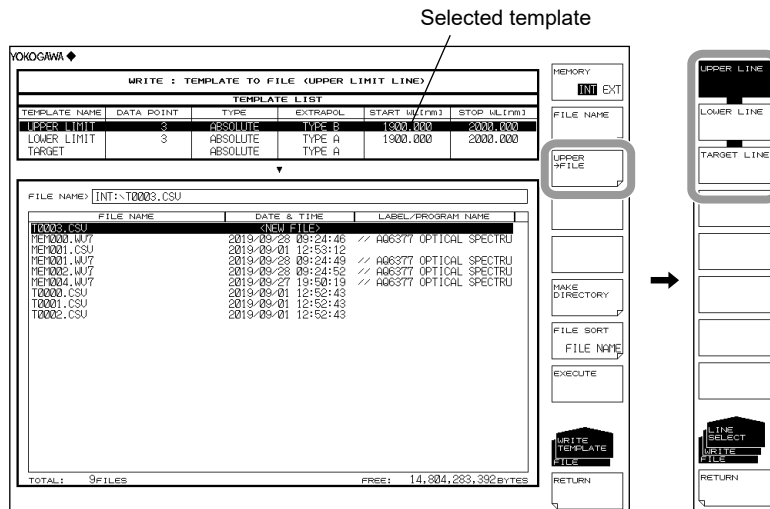 Selected template
YOKOGAWA ◆
WRITE : TEMPLATE TO FILE (UPPER LIMIT LINE)
TEMPLATE LIST
TEMPLATE NAME DATA POINT TYPE EXTRAPOL START WL[nm] STOP WL[nm]
UPPER LIMIT 3 ABSOLUTE TYPE B 1900.000 2000.000
LOWER LIMIT 3 ABSOLUTE TYPE A 1900.000 2000.000
TARGET ABSOLUTE TYPE A
▼
FILE NAME> INT:\T0003.CSV
FILE NAME DATE & TIME LABEL/PROGRAM NAME
T0003.CSV <NEW FILE>
MEM000.WV7 2019/09/28 09:24:46 // AQ6377 OPTICAL SPECTRU
MEM001.CSV 2019/09/01 12:53:12
MEM001.WV7 2019/09/28 09:24:49 // AQ6377 OPTICAL SPECTRU
MEM002.WV7 2019/09/28 09:24:52 // AQ6377 OPTICAL SPECTRU
MEM004.WV7 2019/09/27 19:50:19 // AQ6377 OPTICAL SPECTRU
T0000.CSV 2019/09/01 12:52:43
T0001.CSV 2019/09/01 12:52:43
T0002.CSV 2019/09/01 12:52:43
TOTAL: 9FILES FREE: 14,804,283,392BYTES
MEMORY
INT EXT
FILE NAME
UPPER
→FILE
MAKE
DIRECTORY
FILE SORT
FILE NAME
EXECUTE
WRITE
TEMPLATE
FILE
RETURN
UPPER LINE
LOWER LINE
TARGET LINE
LINE
SELECT
WRITE
FILE
RETURN